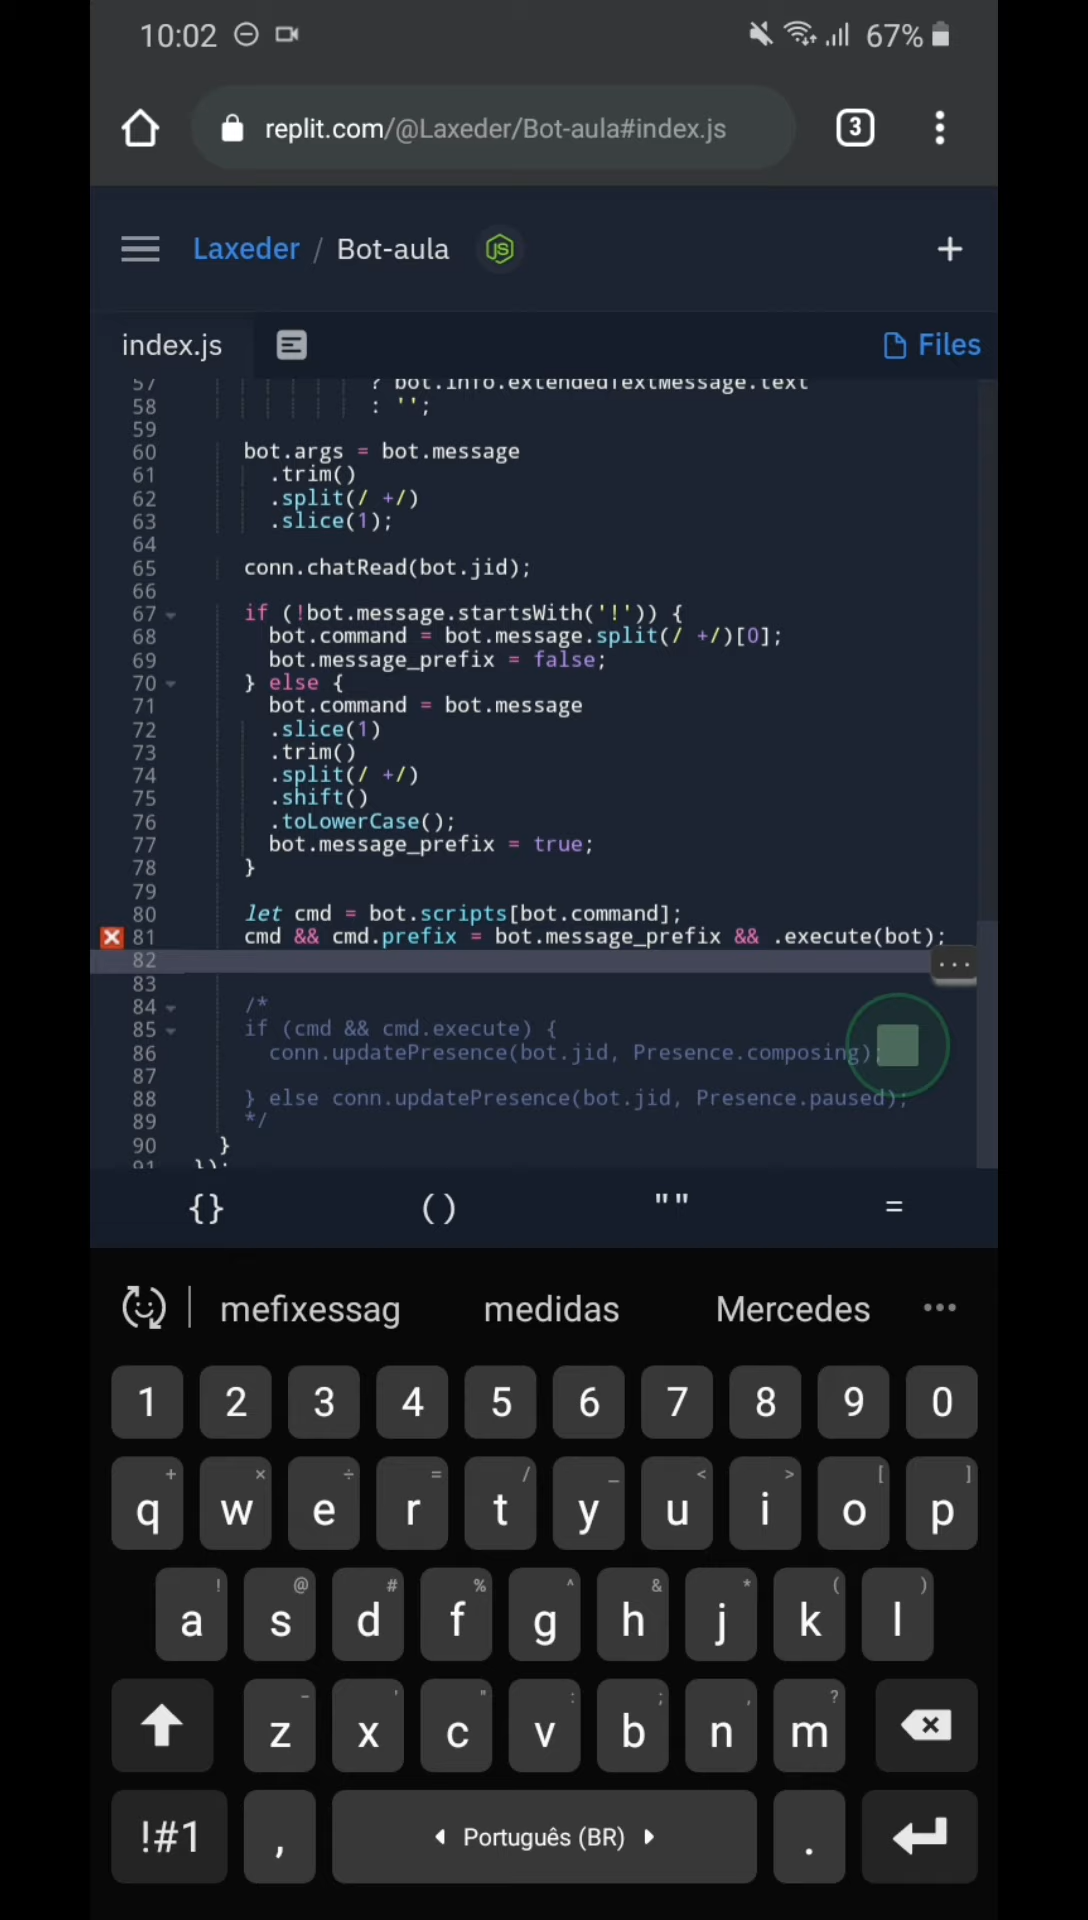 10:02
67%
replit.com/@Laxeder/Bot-aula#index.js
3
Laxeder / Bot-aula
JS
+
index.js
Files
57 ? bot.info.extendedTextMessage.text
58 : '';
59
60 bot.args = bot.message
61 .trim()
62 .split(/ +/)
63 .slice(1);
64
65 conn.chatRead(bot.jid);
66
67 if (!bot.message.startsWith('!')) {
68 bot.command = bot.message.split(/ +/)[0];
69 bot.message_prefix = false;
70 } else {
71 bot.command = bot.message
72 .slice(1)
73 .trim()
74 .split(/ +/)
75 .shift()
76 .toLowerCase();
77 bot.message_prefix = true;
78 }
79
80 let cmd = bot.scripts[bot.command];
81 cmd && cmd.prefix = bot.message_prefix && .execute(bot);
82
...
83
84 /*
85 if (cmd && cmd.execute) {
86 conn.updatePresence(bot.jid, Presence.composing);
87
88 } else conn.updatePresence(bot.jid, Presence.paused);
89 */
90 }
91 });
{} () "" =
mefixessag medidas Mercedes ...
1 2 3 4 5 6 7 8 9 0
+ × ÷ = / _ < > [ ]
q w e r t y u i o p
! @ # % ^ & * ( )
a s d f g h j k l
- ' " : ; , ?
z x c v b n m
!#1 , Português (BR) .